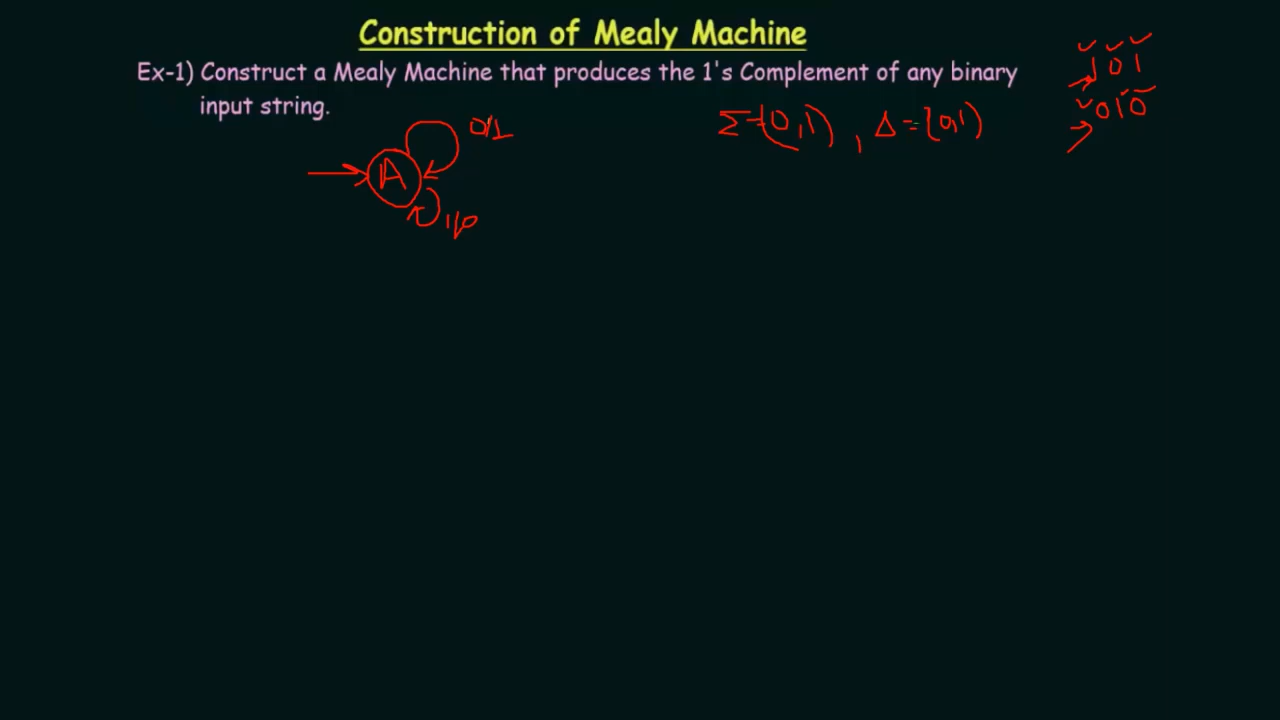 Construction of Mealy Machine
Ex-1) Construct a Mealy Machine that produces the 1's Complement of any binary
input string.
101
010
Σ={0,1}, Δ={0,1}
0/1
A
1/0